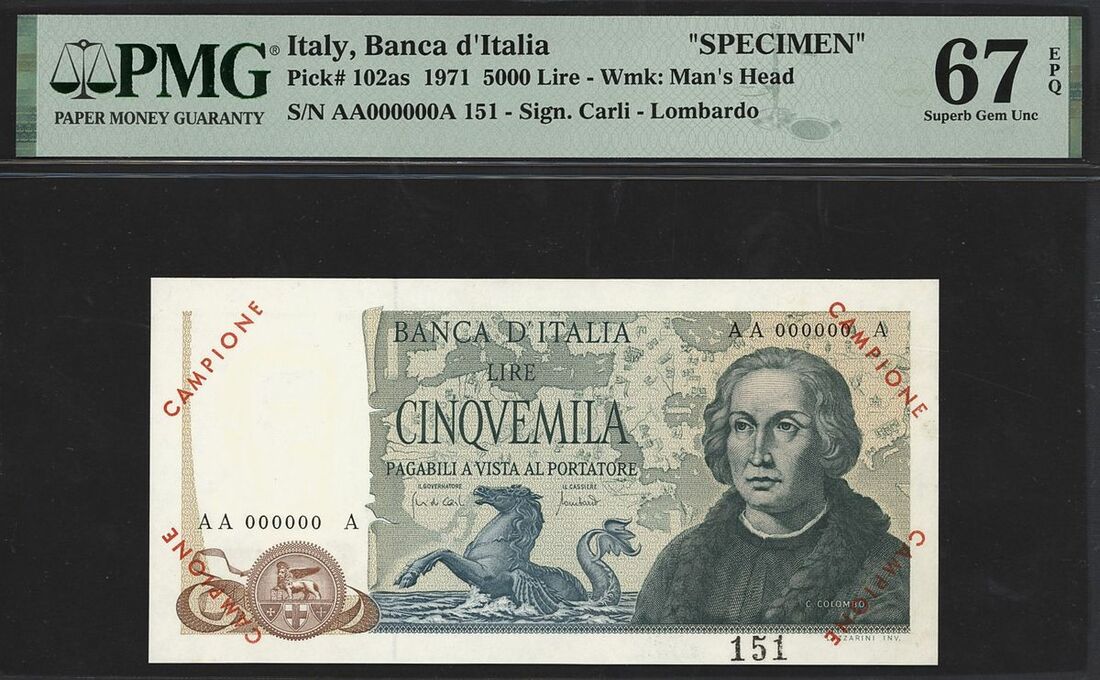 PMG®
PAPER MONEY GUARANTY
Italy, Banca d'Italia "SPECIMEN"
Pick# 102as 1971 5000 Lire - Wmk: Man's Head
S/N AA000000A 151 - Sign. Carli - Lombardo
67
EPQ
Superb Gem Unc
CAMPIONE
CAMPIONE
BANCA D'ITALIA
AA 000000 A
LIRE
CINQVEMILA
PAGABILI A VISTA AL PORTATORE
IL GOVERNATORE IL CASSIERE
AA 000000 A
CAMPIONE
CAMPIONE
C. COLOMBO
INV.
151